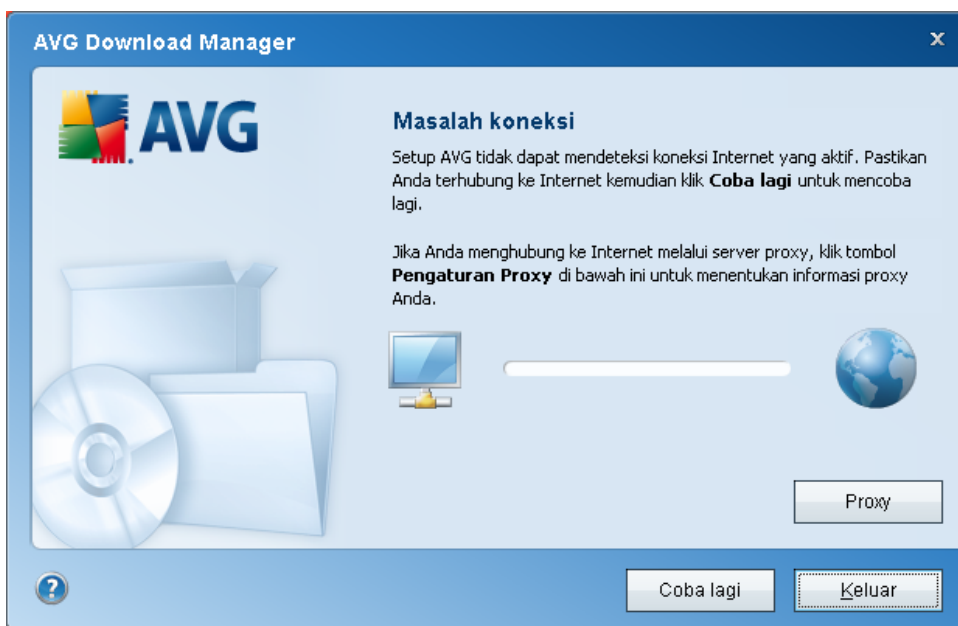 AVG Download Manager
x
AVG
Masalah koneksi
Setup AVG tidak dapat mendeteksi koneksi Internet yang aktif. Pastikan
Anda terhubung ke Internet kemudian klik Coba lagi untuk mencoba
lagi.
Jika Anda menghubung ke Internet melalui server proxy, klik tombol
Pengaturan Proxy di bawah ini untuk menentukan informasi proxy
Anda.
Proxy
?
Coba lagi
Keluar